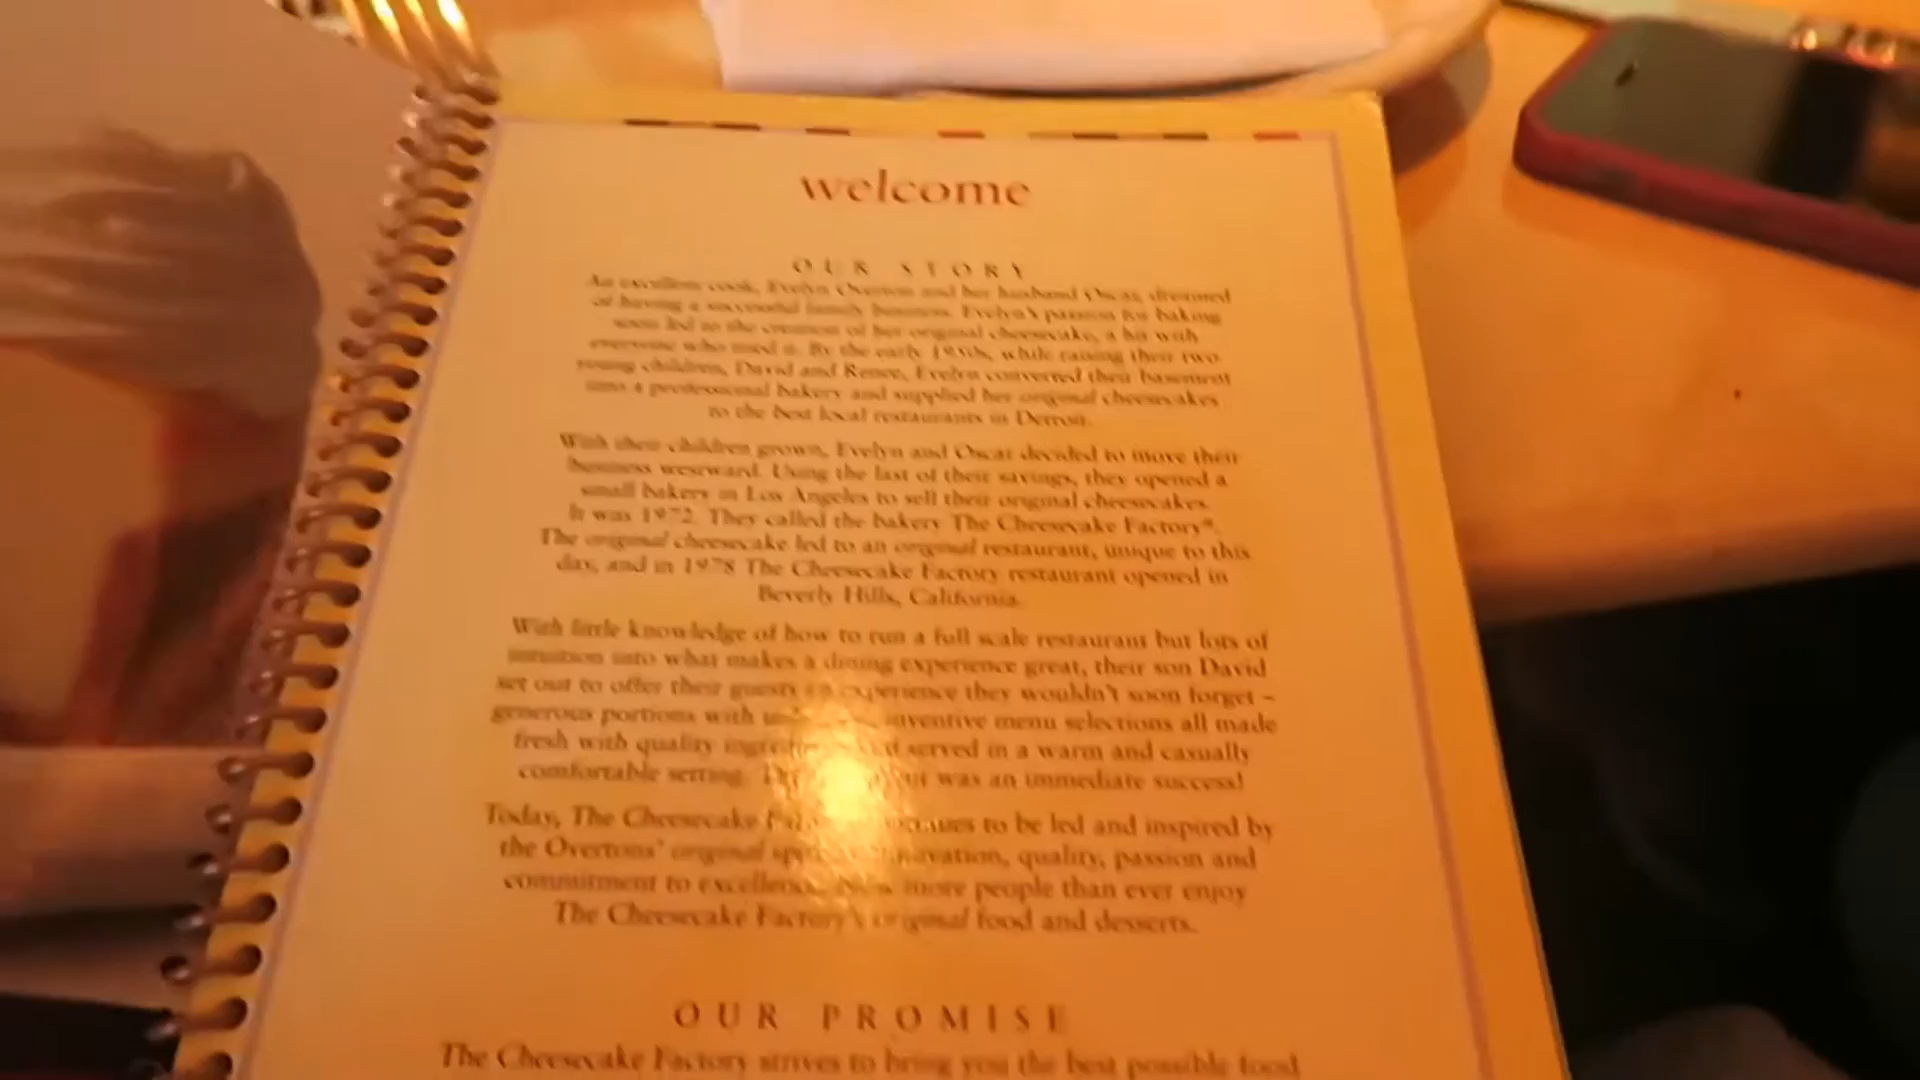 welcome
OUR STORY
An excellent cook, Evelyn Overton and her husband Oscar, dreamed
of having a successful family business. Evelyn's passion for baking
soon led to the creation of her original cheesecake, a hit with
everyone who tried it. By the early 1950s, while raising their two
young children, David and Renee, Evelyn converted their basement
into a professional bakery and supplied her original cheesecakes
to the best local restaurants in Detroit.
With their children grown, Evelyn and Oscar decided to move their
business westward. Using the last of their savings, they opened a
small bakery in Los Angeles to sell their original cheesecakes.
It was 1972. They called the bakery The Cheesecake Factory®.
The original cheesecake led to an original restaurant, unique to this
day, and in 1978 The Cheesecake Factory restaurant opened in
Beverly Hills, California.
With little knowledge of how to run a full scale restaurant but lots of
intuition into what makes a dining experience great, their son David
set out to offer their guests an experience they wouldn't soon forget –
generous portions with inventive menu selections all made
fresh with quality served in a warm and casually
comfortable setting. was an immediate success!
Today, The Cheesecake to be led and inspired by
the Overtons' original quality, passion and
commitment to more people than ever enjoy
The Cheesecake Factory's original food and desserts.
OUR PROMISE
The Cheesecake Factory strives to bring you the best possible food